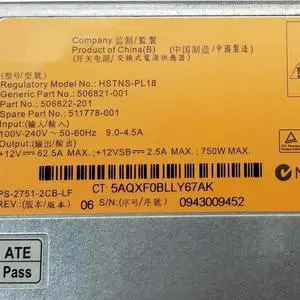 Company 监制/監製
Product of China(B) (中国制造/中國製造)
(开关电源/交換式電源供應器)
(型号/型號)
Regulatory Model No.: HSTNS-PL18
Generic Part No.: 506821-001
506822-201
Spare Part No.: 511778-001
Input (输入/輸入)
100V-240V ~ 50-60Hz 9.0-4.5A
Output (输出/輸出)
+12V⎓ 62.5A MAX. ; +12VSB⎓ 2.5A MAX. ; 750W MAX.
CT: 5AQXF0BLLY67AK
PS-2751-2CB-LF
REV.:(版本/版本) 06 S/N:(序号/序號) 0943009452
ATE
Pass